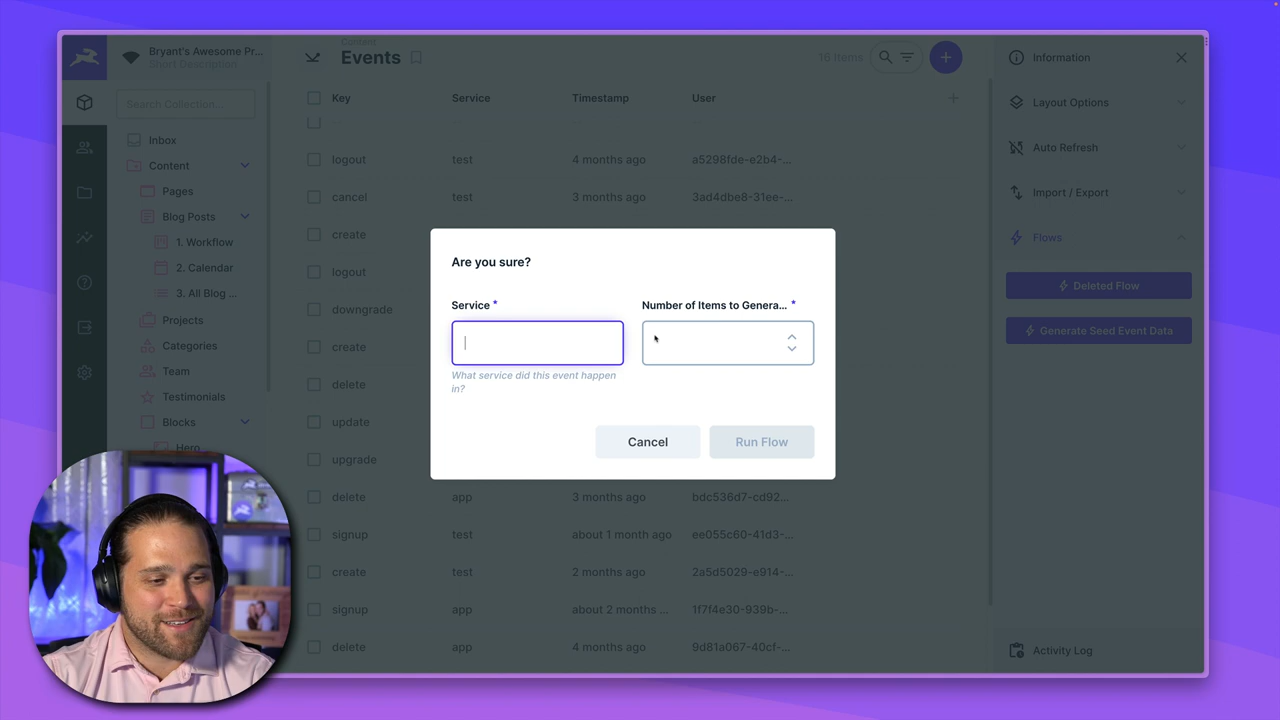 Bryant's Awesome Pr...
Short Description
Content
Events
16 Items
Information
Search Collection...
Key
Service
Timestamp
User
Layout Options
Inbox
Auto Refresh
Content
logout
test
4 months ago
a5298fde-e2b4-...
Pages
cancel
test
3 months ago
3ad4dbe8-31ee-...
Import / Export
Blog Posts
create
Flows
1. Workflow
2. Calendar
logout
3. All Blog ...
downgrade
Deleted Flow
Projects
Generate Seed Event Data
Categories
create
Team
delete
Testimonials
Blocks
update
Hero
upgrade
Are you sure?
Service *
Number of Items to Genera... *
What service did this event happen
in?
Cancel
Run Flow
delete
app
3 months ago
bdc536d7-cd92...
signup
test
about 1 month ago
ee055c60-41d3-...
create
test
2 months ago
2a5d5029-e914-...
signup
app
about 2 months ...
1f7f4e30-939b-...
delete
app
4 months ago
9d81a067-40cf-...
Activity Log